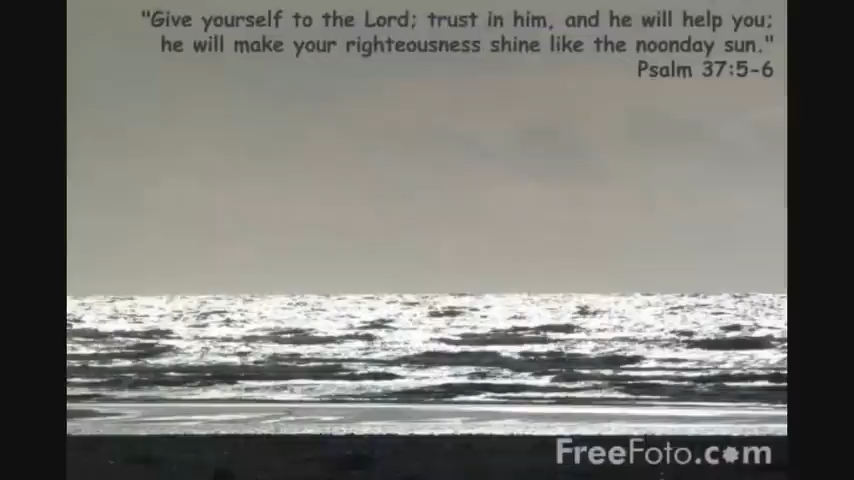 "Give yourself to the Lord; trust in him, and he will help you;
he will make your righteousness shine like the noonday sun."
Psalm 37:5-6
FreeFoto.com